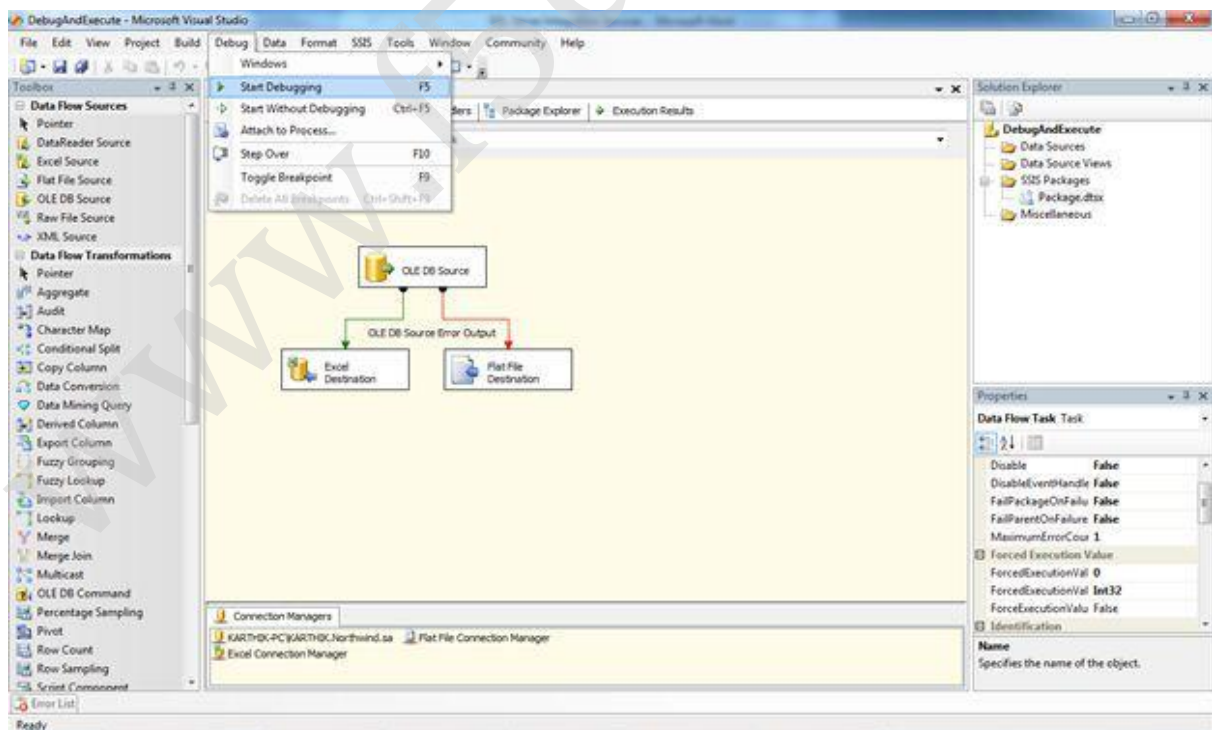 DebugAndExecute - Microsoft Visual Studio
File Edit View Project Build Debug Data Format SSIS Tools Window Community Help
Windows
Start Debugging F5
Start Without Debugging Ctrl+F5
Attach to Process...
Step Over F10
Toggle Breakpoint F9
Delete All Breakpoints Ctrl+Shift+F9
Toolbox
Data Flow Sources
Pointer
DataReader Source
Excel Source
Flat File Source
OLE DB Source
Raw File Source
XML Source
Data Flow Transformations
Pointer
Aggregate
Audit
Character Map
Conditional Split
Copy Column
Data Conversion
Data Mining Query
Derived Column
Export Column
Fuzzy Grouping
Fuzzy Lookup
Import Column
Lookup
Merge
Merge Join
Multicast
OLE DB Command
Percentage Sampling
Pivot
Row Count
Row Sampling
Script Component
Package Explorer Execution Results
OLE DB Source
OLE DB Source Error Output
Excel
Destination
Flat File
Destination
Connection Managers
KARTHIK-PC\KARTHIK.Northwind.sa Flat File Connection Manager
Excel Connection Manager
Solution Explorer
DebugAndExecute
Data Sources
Data Source Views
SSIS Packages
Package.dtsx
Miscellaneous
Properties
Data Flow Task Task
Disable False
DisableEventHandle False
FailPackageOnFailu False
FailParentOnFailure False
MaximumErrorCour 1
Forced Execution Value
ForcedExecutionVal 0
ForcedExecutionVal Int32
ForceExecutionValu False
Identification
Name
Specifies the name of the object.
Error List
Ready